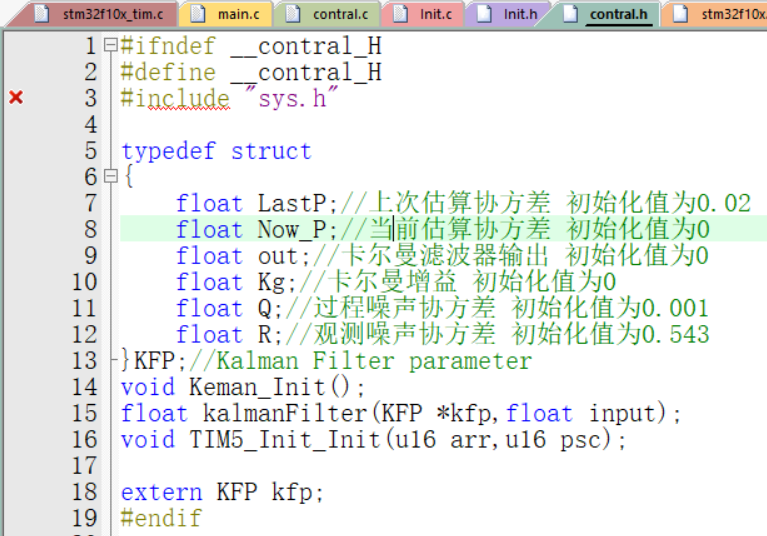 stm32f10x_tim.c main.c contral.c Init.c Init.h contral.h stm32f10x
1 #ifndef __contral_H
2 #define __contral_H
3 #include "sys.h"
4
5 typedef struct
6 {
7 float LastP;//上次估算协方差 初始化值为0.02
8 float Now_P;//当前估算协方差 初始化值为0
9 float out;//卡尔曼滤波器输出 初始化值为0
10 float Kg;//卡尔曼增益 初始化值为0
11 float Q;//过程噪声协方差 初始化值为0.001
12 float R;//观测噪声协方差 初始化值为0.543
13 }KFP;//Kalman Filter parameter
14 void Keman_Init();
15 float kalmanFilter(KFP *kfp,float input);
16 void TIM5_Init_Init(u16 arr,u16 psc);
17
18 extern KFP kfp;
19 #endif